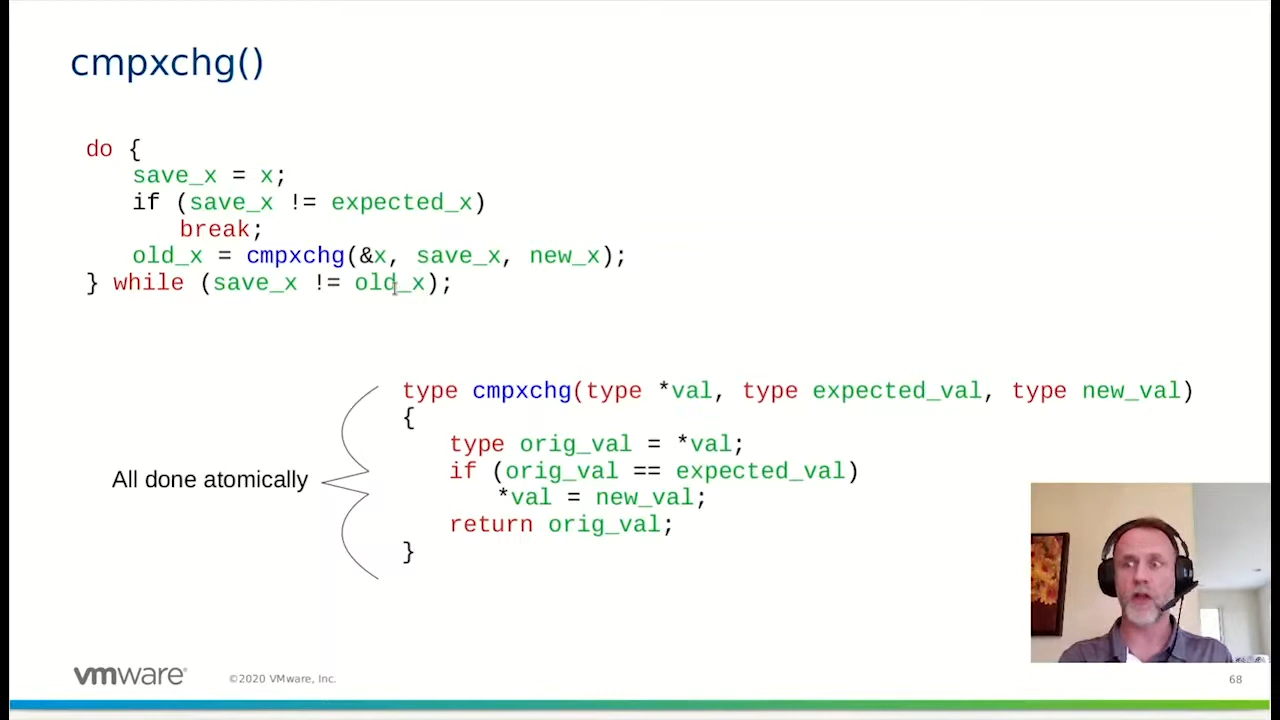 cmpxchg()
do {
save_x = x;
if (save_x != expected_x)
break;
old_x = cmpxchg(&x, save_x, new_x);
} while (save_x != old_x);
type cmpxchg(type *val, type expected_val, type new_val)
{
type orig_val = *val;
if (orig_val == expected_val)
*val = new_val;
return orig_val;
}
All done atomically
vmware®
©2020 VMware, Inc.
68